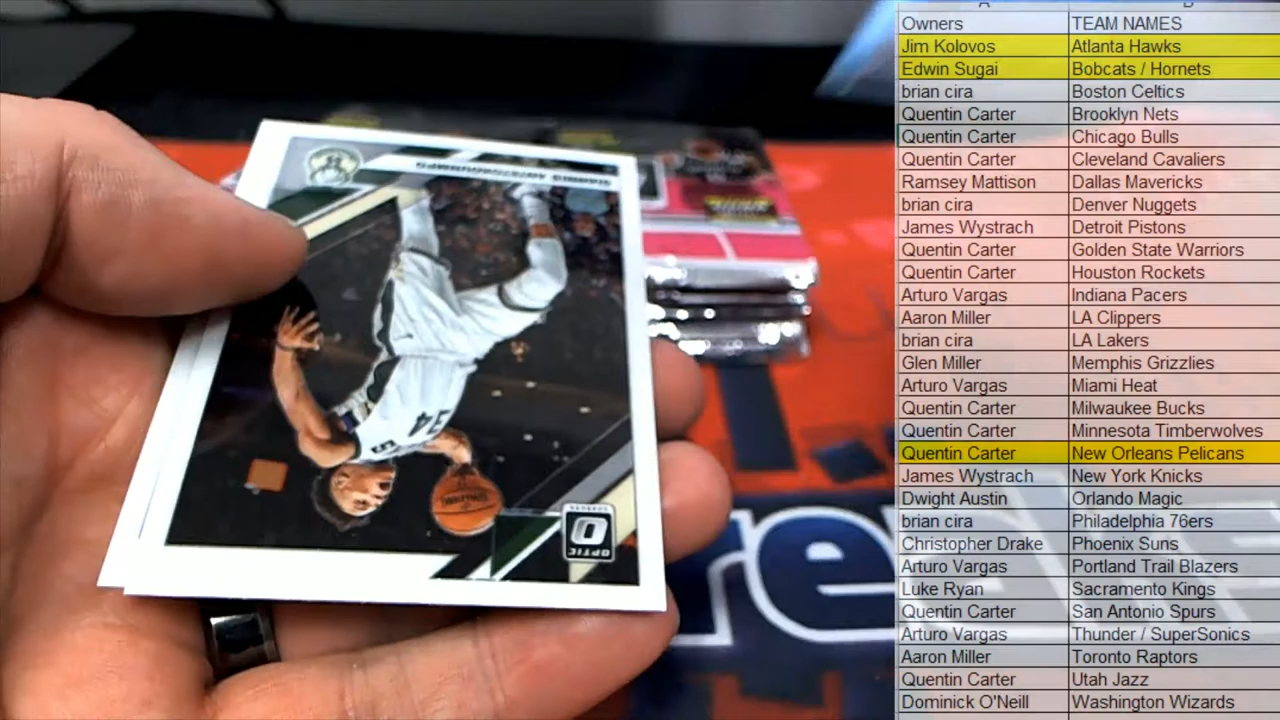 Owners TEAM NAMES
Jim Kolovos Atlanta Hawks
Edwin Sugai Bobcats / Hornets
brian cira Boston Celtics
Quentin Carter Brooklyn Nets
Quentin Carter Chicago Bulls
Quentin Carter Cleveland Cavaliers
Ramsey Mattison Dallas Mavericks
brian cira Denver Nuggets
James Wystrach Detroit Pistons
Quentin Carter Golden State Warriors
Quentin Carter Houston Rockets
Arturo Vargas Indiana Pacers
Aaron Miller LA Clippers
brian cira LA Lakers
Glen Miller Memphis Grizzlies
Arturo Vargas Miami Heat
Quentin Carter Milwaukee Bucks
Quentin Carter Minnesota Timberwolves
Quentin Carter New Orleans Pelicans
James Wystrach New York Knicks
Dwight Austin Orlando Magic
brian cira Philadelphia 76ers
Christopher Drake Phoenix Suns
Arturo Vargas Portland Trail Blazers
Luke Ryan Sacramento Kings
Quentin Carter San Antonio Spurs
Arturo Vargas Thunder / SuperSonics
Aaron Miller Toronto Raptors
Quentin Carter Utah Jazz
Dominick O'Neill Washington Wizards
GIANNIS ANTETOKOUNMPO
34
OPTIC
re